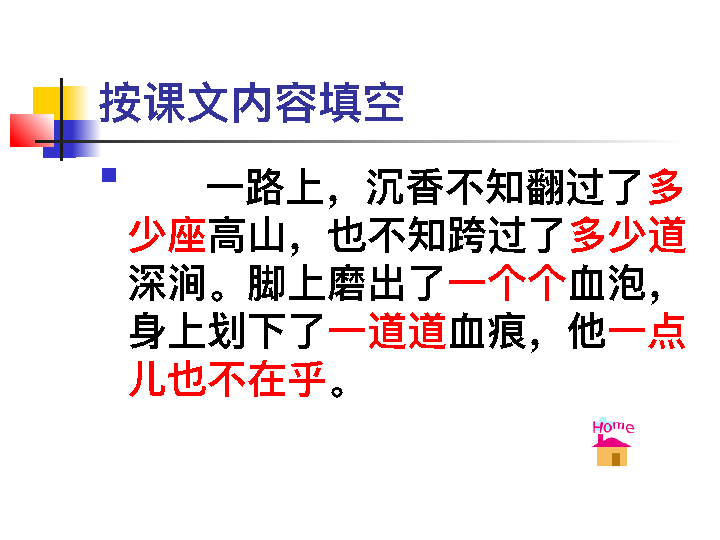 按课文内容填空
一路上，沉香不知翻过了多
少座高山，也不知跨过了多少道
深涧。脚上磨出了一个个血泡，
身上划下了一道道血痕，他一点
儿也不在乎。
Home